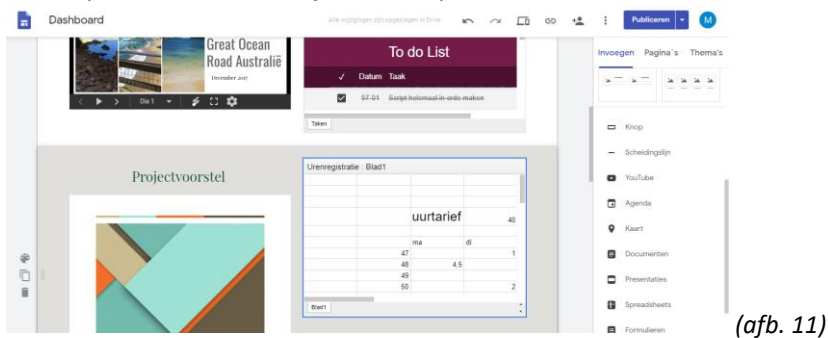 Dashboard
Alle wijzigingen zijn opgeslagen in Drive
Publiceren
M
Great Ocean
Road Australië
December 2017
Dia 1
To do List
✓ Datum Taak
07-01 Script helemaal in orde maken
Taken
Invoegen Pagina's Thema's
Knop
Scheidingslijn
YouTube
Agenda
Kaart
Documenten
Presentaties
Spreadsheets
Formulieren
Projectvoorstel
Urenregistratie : Blad1
uurtarief 40
ma di
47 1
48 4,5
49
50 2
Blad1
(afb. 11)